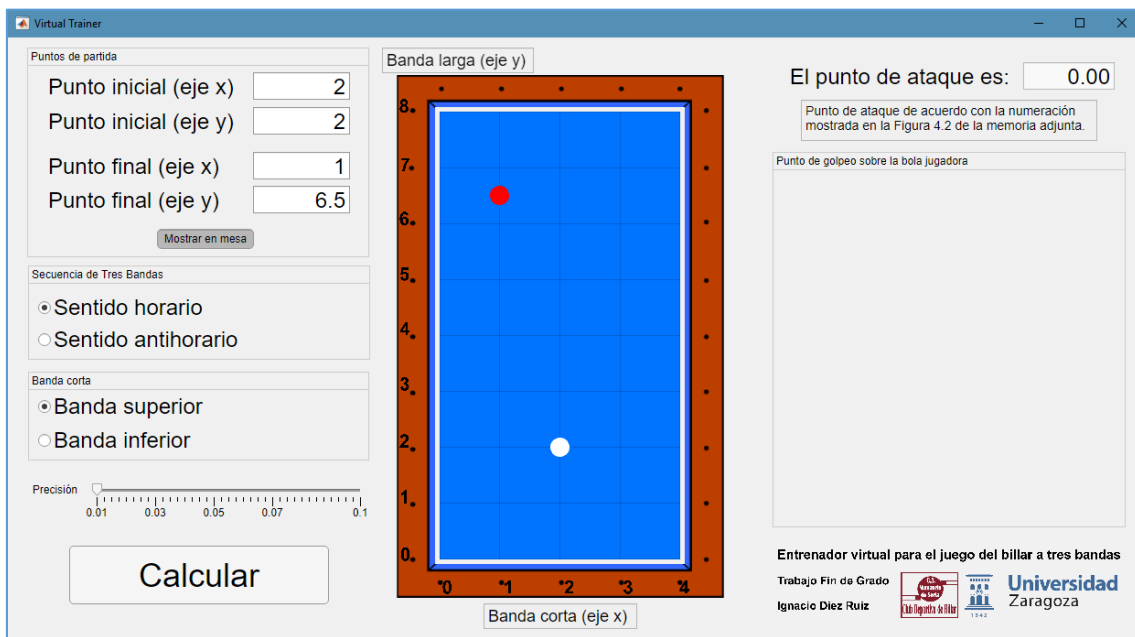 Virtual Trainer
Puntos de partida
Punto inicial (eje x)
2
Punto inicial (eje y)
2
Punto final (eje x)
1
Punto final (eje y)
6.5
Mostrar en mesa
Secuencia de Tres Bandas
Sentido horario
Sentido antihorario
Banda corta
Banda superior
Banda inferior
Precisión
0.01
0.03
0.05
0.07
0.1
Calcular
Banda larga (eje y)
8
7
6
5
4
3
2
1
0
0
1
2
3
4
Banda corta (eje x)
El punto de ataque es:
0.00
Punto de ataque de acuerdo con la numeración
mostrada en la Figura 4.2 de la memoria adjunta.
Punto de golpeo sobre la bola jugadora
Entrenador virtual para el juego del billar a tres bandas
Trabajo Fin de Grado
Ignacio Diez Ruiz
Club Deportivo de Billar
1542
Universidad
Zaragoza